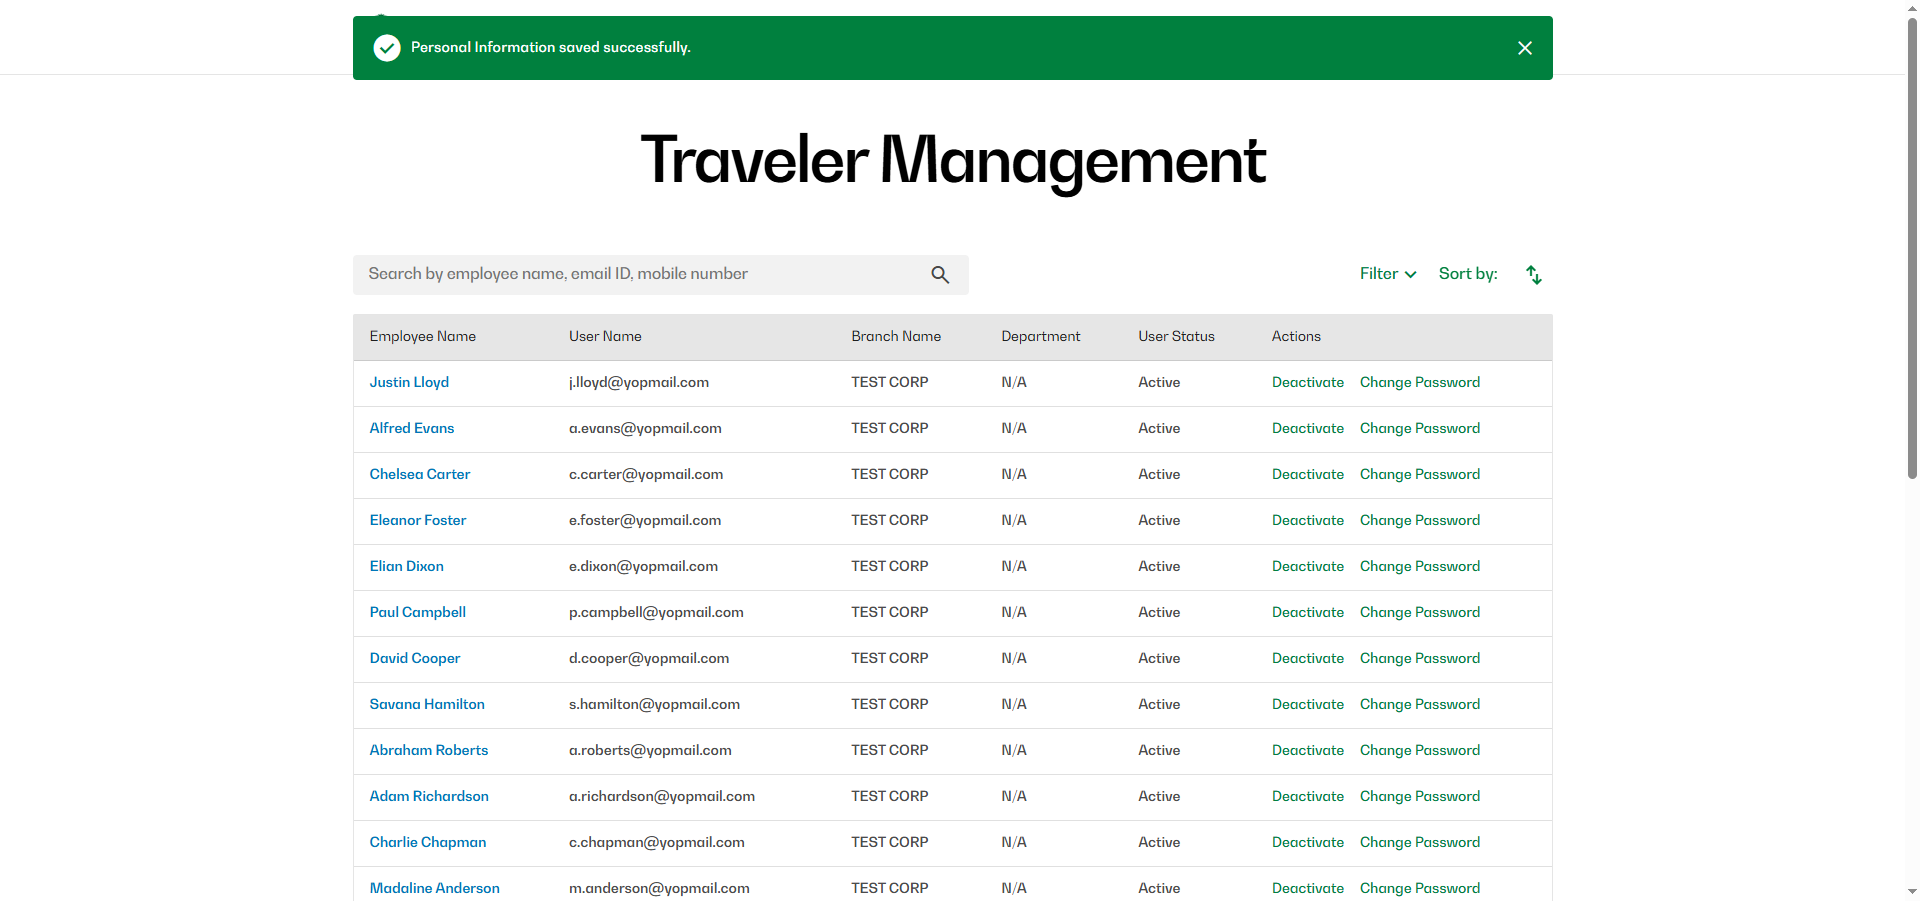 Personal Information saved successfully.
Traveler Management
Search by employee name, email ID, mobile number
Filter Sort by:
Employee Name User Name Branch Name Department User Status Actions
Justin Lloyd j.lloyd@yopmail.com TEST CORP N/A Active Deactivate Change Password
Alfred Evans a.evans@yopmail.com TEST CORP N/A Active Deactivate Change Password
Chelsea Carter c.carter@yopmail.com TEST CORP N/A Active Deactivate Change Password
Eleanor Foster e.foster@yopmail.com TEST CORP N/A Active Deactivate Change Password
Elian Dixon e.dixon@yopmail.com TEST CORP N/A Active Deactivate Change Password
Paul Campbell p.campbell@yopmail.com TEST CORP N/A Active Deactivate Change Password
David Cooper d.cooper@yopmail.com TEST CORP N/A Active Deactivate Change Password
Savana Hamilton s.hamilton@yopmail.com TEST CORP N/A Active Deactivate Change Password
Abraham Roberts a.roberts@yopmail.com TEST CORP N/A Active Deactivate Change Password
Adam Richardson a.richardson@yopmail.com TEST CORP N/A Active Deactivate Change Password
Charlie Chapman c.chapman@yopmail.com TEST CORP N/A Active Deactivate Change Password
Madaline Anderson m.anderson@yopmail.com TEST CORP N/A Active Deactivate Change Password